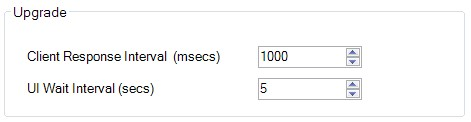 Upgrade
Client Response Interval (msecs) 1000
UI Wait Interval (secs) 5